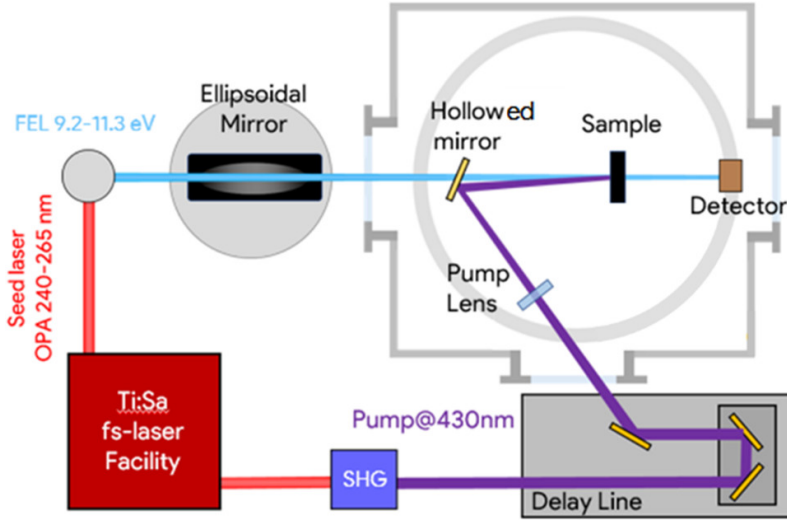 FEL 9.2-11.3 eV
Ellipsoidal
Mirror
Hollowed
mirror
Sample
Detector
Pump
Lens
Seed laser
OPA 240-265 nm
Ti:Sa
fs-laser
Facility
Pump@430nm
SHG
Delay Line